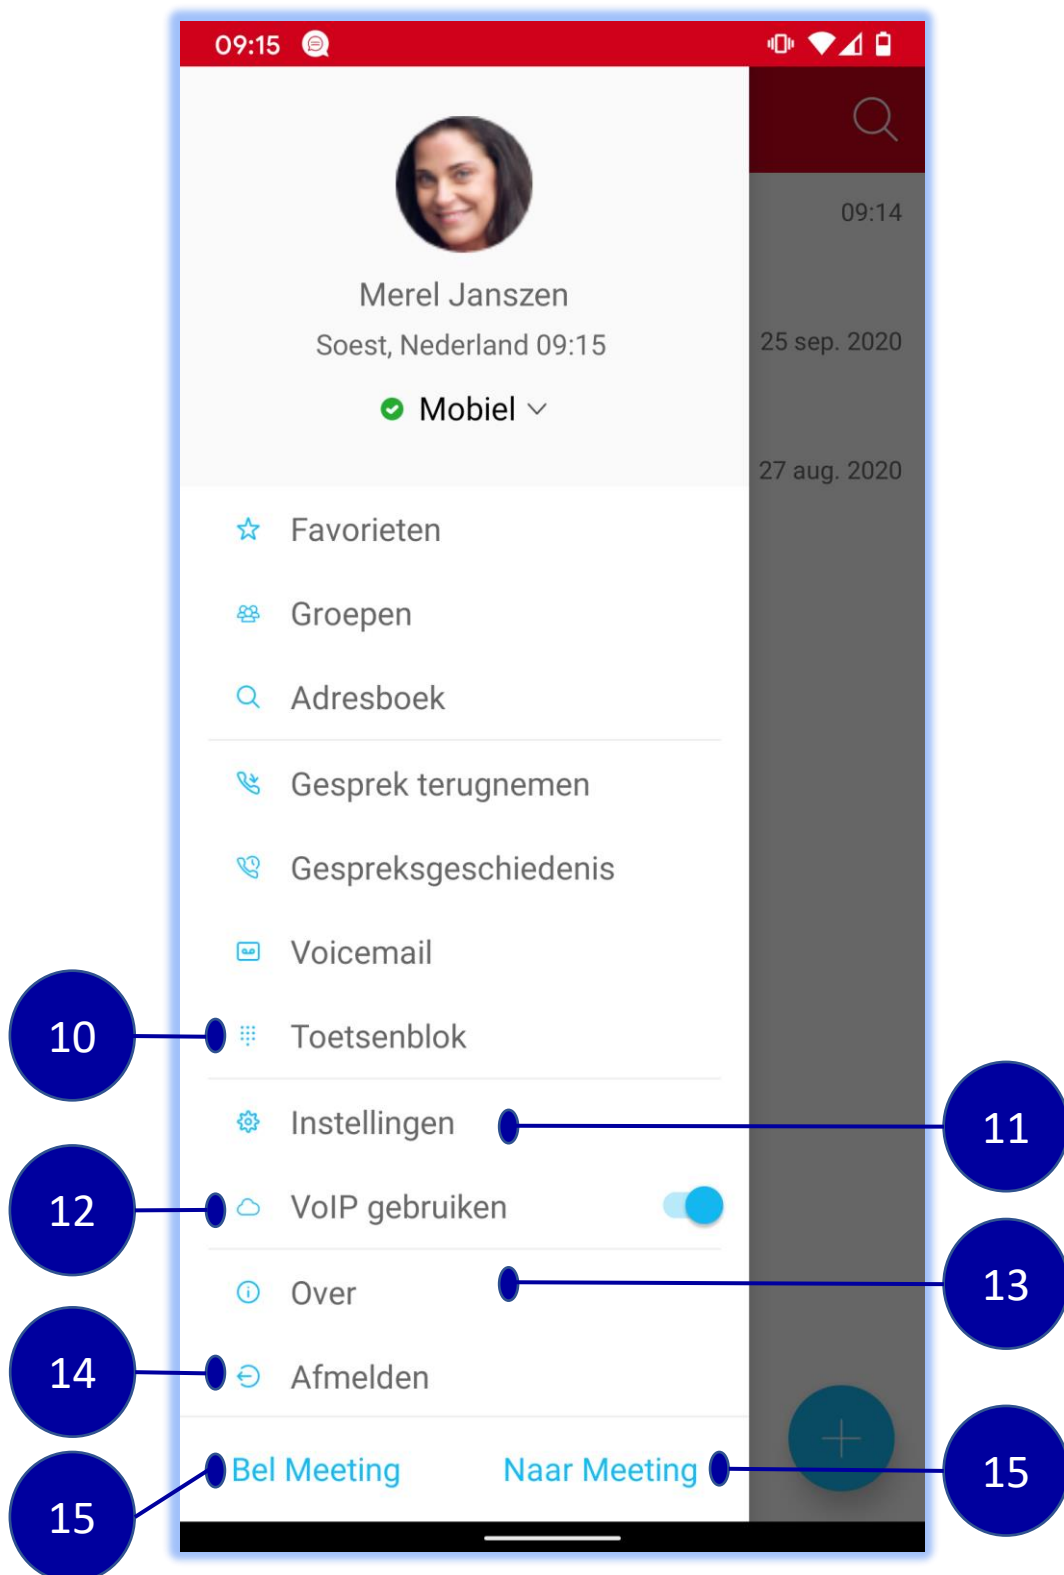 09:15
09:14
Merel Janszen
Soest, Nederland 09:15
25 sep. 2020
Mobiel
27 aug. 2020
Favorieten
Groepen
Adresboek
Gesprek terugnemen
Gespreksgeschiedenis
Voicemail
10
Toetsenblok
Instellingen
11
12
VoIP gebruiken
Over
13
14
Afmelden
Bel Meeting
Naar Meeting
15
15